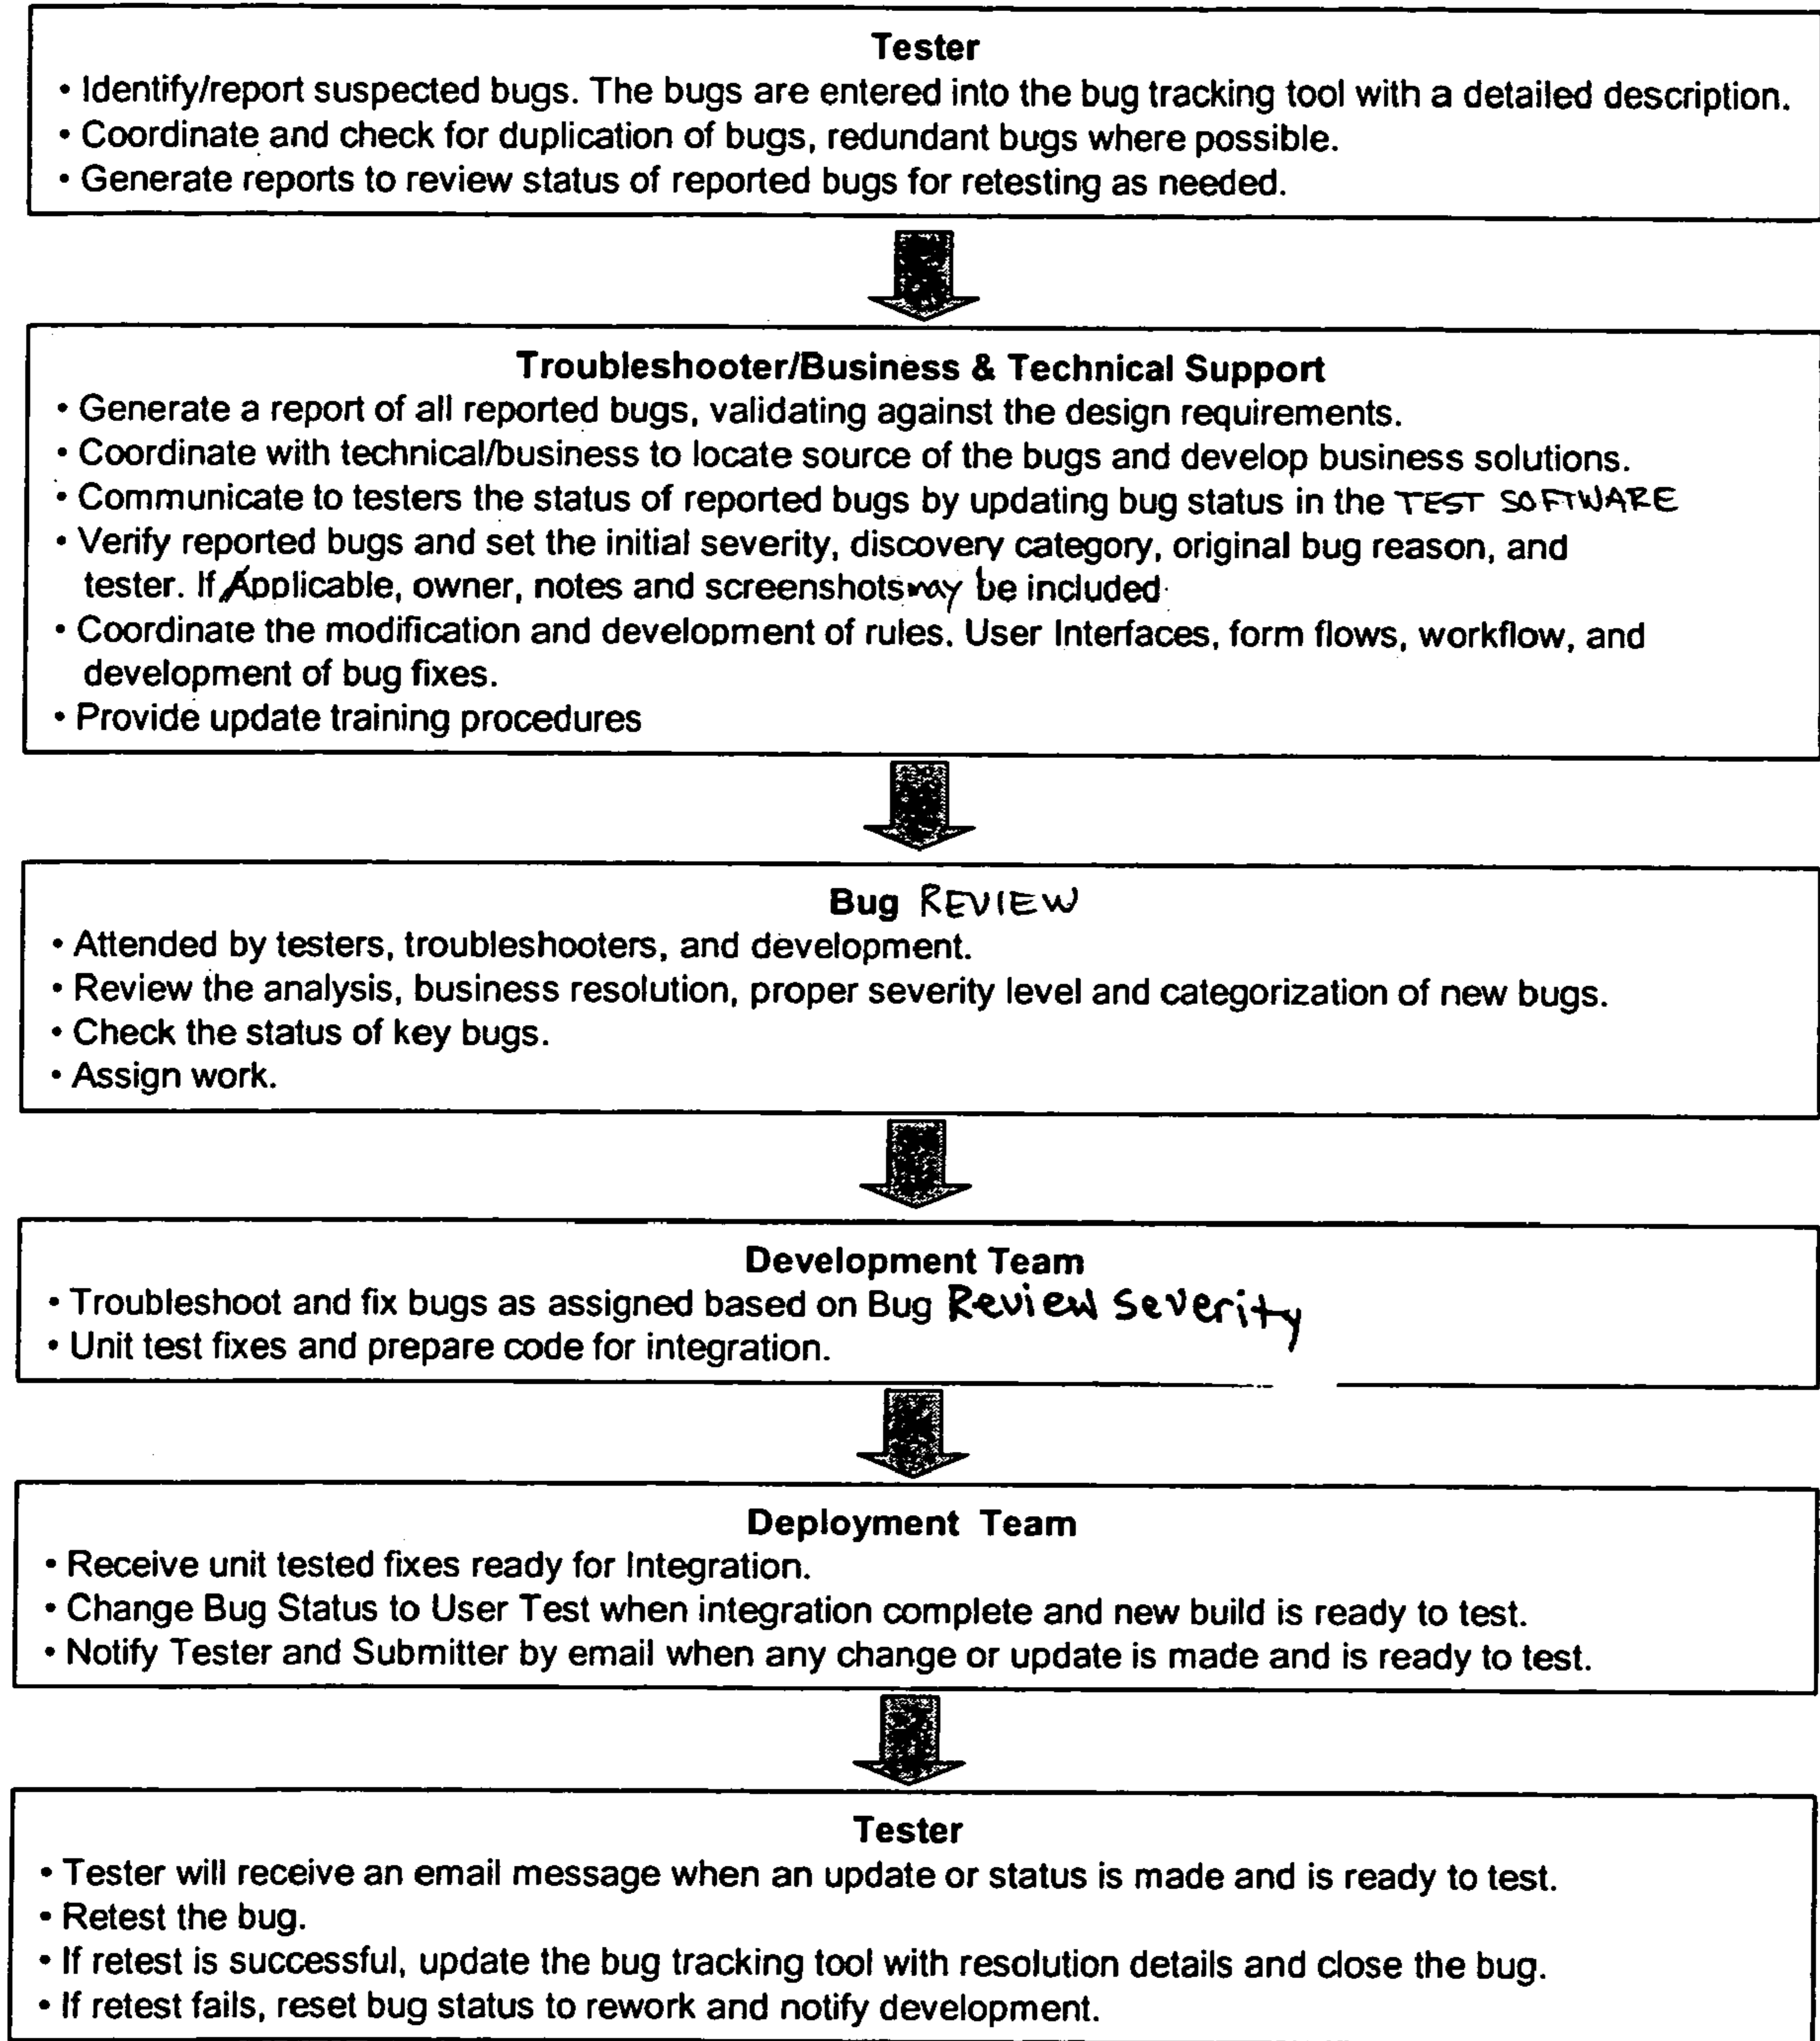 Tester
• Identify/report suspected bugs. The bugs are entered into the bug tracking tool with a detailed description.
• Coordinate and check for duplication of bugs, redundant bugs where possible.
• Generate reports to review status of reported bugs for retesting as needed.
Troubleshooter/Business & Technical Support
• Generate a report of all reported bugs, validating against the design requirements.
• Coordinate with technical/business to locate source of the bugs and develop business solutions.
• Communicate to testers the status of reported bugs by updating bug status in the TEST SOFTWARE
• Verify reported bugs and set the initial severity, discovery category, original bug reason, and
tester. If Applicable, owner, notes and screenshots may be included
• Coordinate the modification and development of rules. User Interfaces, form flows, workflow, and
development of bug fixes.
• Provide update training procedures
Bug REVIEW
• Attended by testers, troubleshooters, and development.
• Review the analysis, business resolution, proper severity level and categorization of new bugs.
• Check the status of key bugs.
• Assign work.
Development Team
• Troubleshoot and fix bugs as assigned based on Bug Review Severity
• Unit test fixes and prepare code for integration.
Deployment Team
• Receive unit tested fixes ready for Integration.
• Change Bug Status to User Test when integration complete and new build is ready to test.
• Notify Tester and Submitter by email when any change or update is made and is ready to test.
Tester
• Tester will receive an email message when an update or status is made and is ready to test.
• Retest the bug.
• If retest is successful, update the bug tracking tool with resolution details and close the bug.
• If retest fails, reset bug status to rework and notify development.